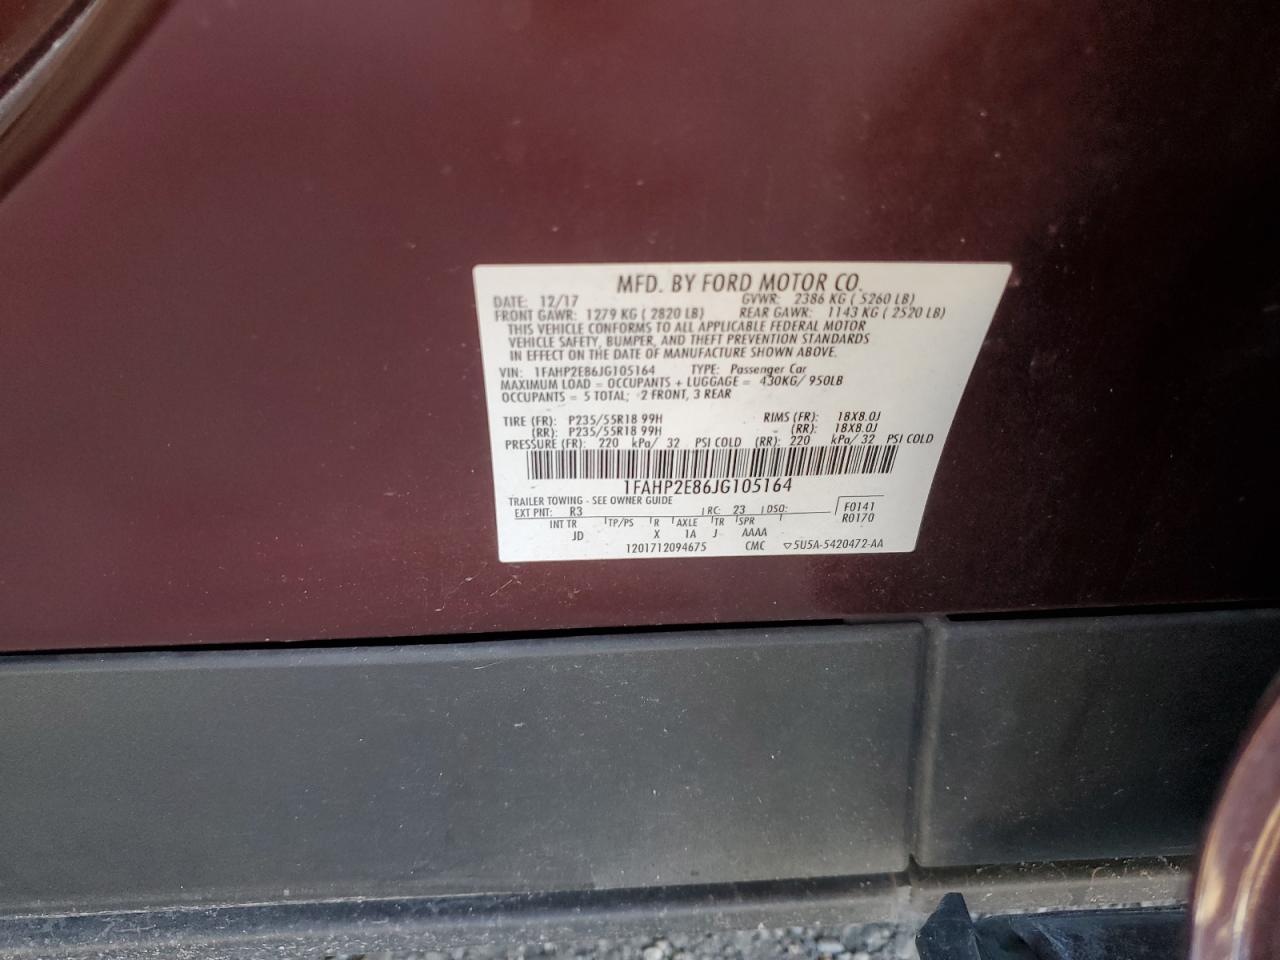 MFD. BY FORD MOTOR CO.
DATE: 12/17 GVWR: 2386 KG ( 5260 LB)
FRONT GAWR: 1279 KG ( 2820 LB) REAR GAWR: 1143 KG ( 2520 LB)
THIS VEHICLE CONFORMS TO ALL APPLICABLE FEDERAL MOTOR
VEHICLE SAFETY, BUMPER, AND THEFT PREVENTION STANDARDS
IN EFFECT ON THE DATE OF MANUFACTURE SHOWN ABOVE.
VIN: 1FAHP2E86JG105164 TYPE: Passenger Car
MAXIMUM LOAD = OCCUPANTS + LUGGAGE = 430KG/ 950LB
OCCUPANTS = 5 TOTAL; 2 FRONT, 3 REAR
TIRE (FR): P235/55R18 99H RIMS (FR): 18X8.0J
(RR): P235/55R18 99H (RR): 18X8.0J
PRESSURE (FR): 220 kPa/ 32 PSI COLD (RR): 220 kPa/ 32 PSI COLD
1FAHP2E86JG105164
TRAILER TOWING - SEE OWNER GUIDE
EXT PNT: R3 RC: 23 DSO: F0141
R0170
INT TR TP/PS R AXLE TR SPR
JD X 1A J AAAA
1201712094675 CMC ▽5U5A-5420472-AA